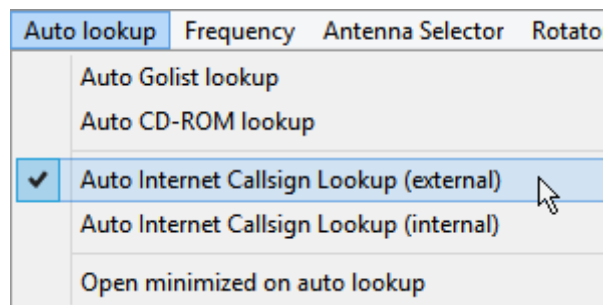 Auto lookup Frequency Antenna Selector Rotato
Auto Golist lookup
Auto CD-ROM lookup
Auto Internet Callsign Lookup (external)
Auto Internet Callsign Lookup (internal)
Open minimized on auto lookup